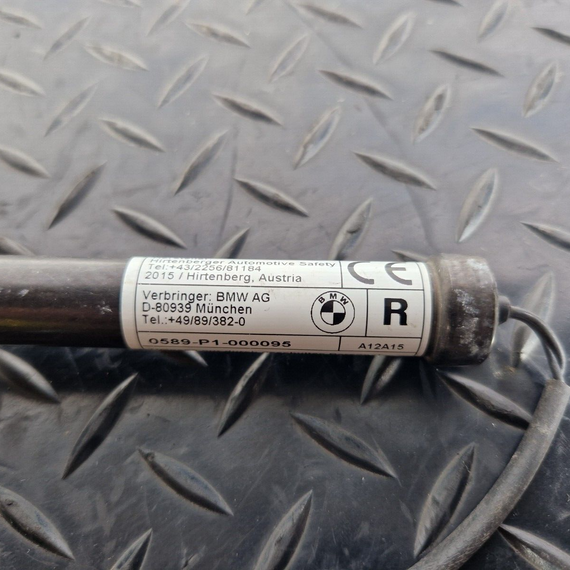 Hirtenberger Automotive Safety
Tel.:+43/2256/81184
2015 / Hirtenberg, Austria
CE
Verbringer: BMW AG
D-80939 München
Tel.:+49/89/382-0
BMW
R
0589-P1-000095
A12A15